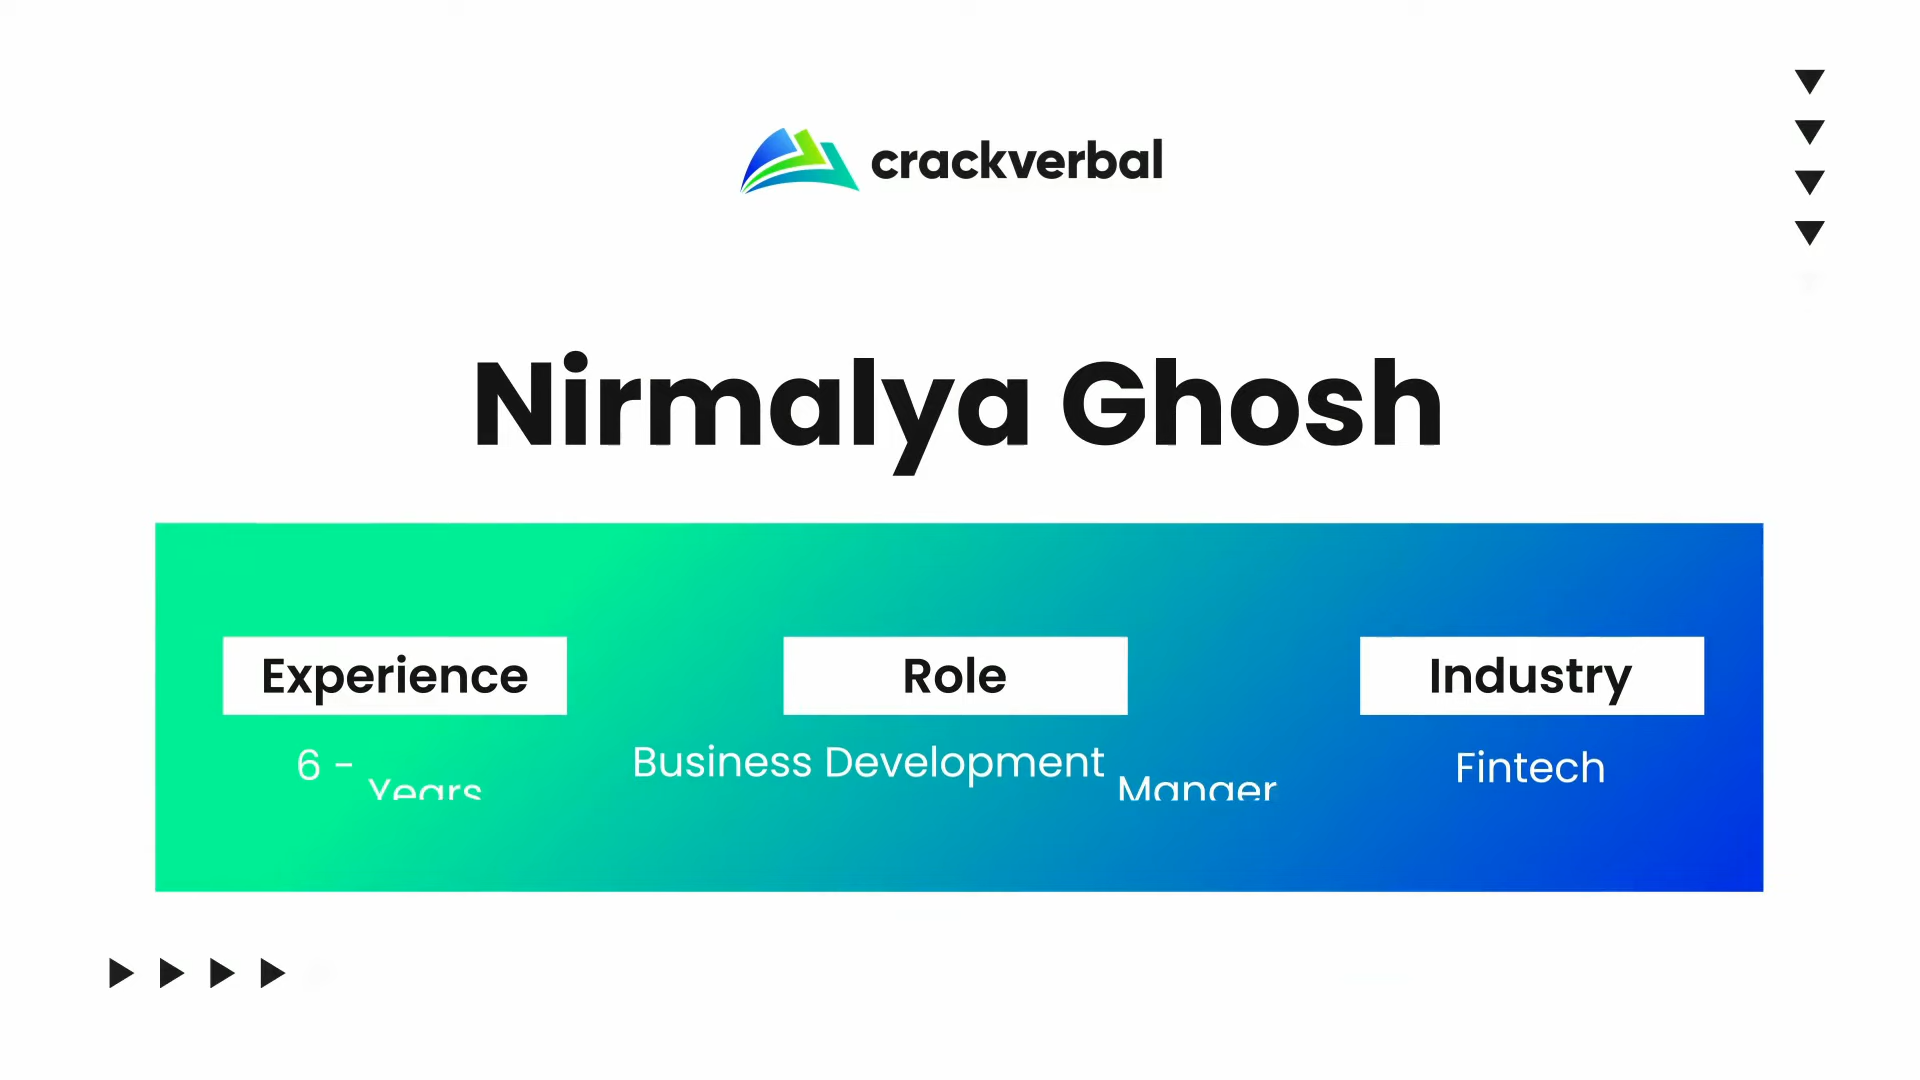 crackverbal
Nirmalya Ghosh
Experience
Role
Industry
6 - Years
Business Development Manger
Fintech